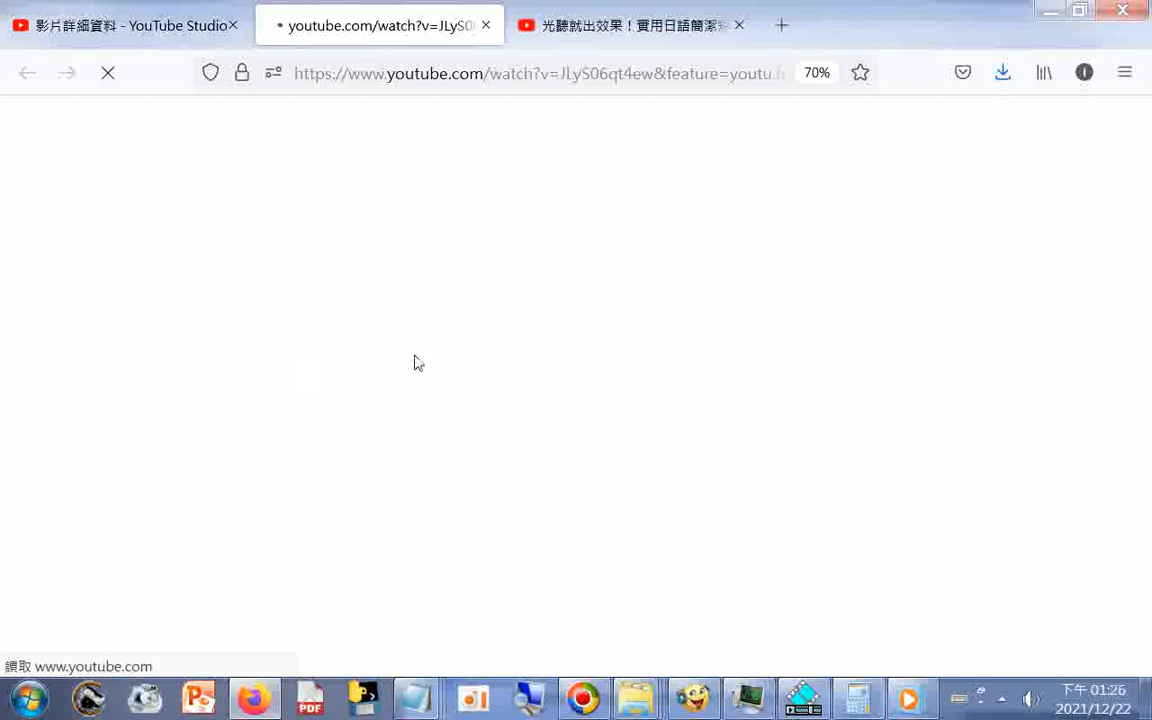 影片詳細資料 - YouTube Studio
youtube.com/watch?v=JLyS0
光聽就出效果！實用日語簡潔
https://www.youtube.com/watch?v=JLyS06qt4ew&feature=youtu.
70%
讀取 www.youtube.com
PDF
下午 01:26
2021/12/22